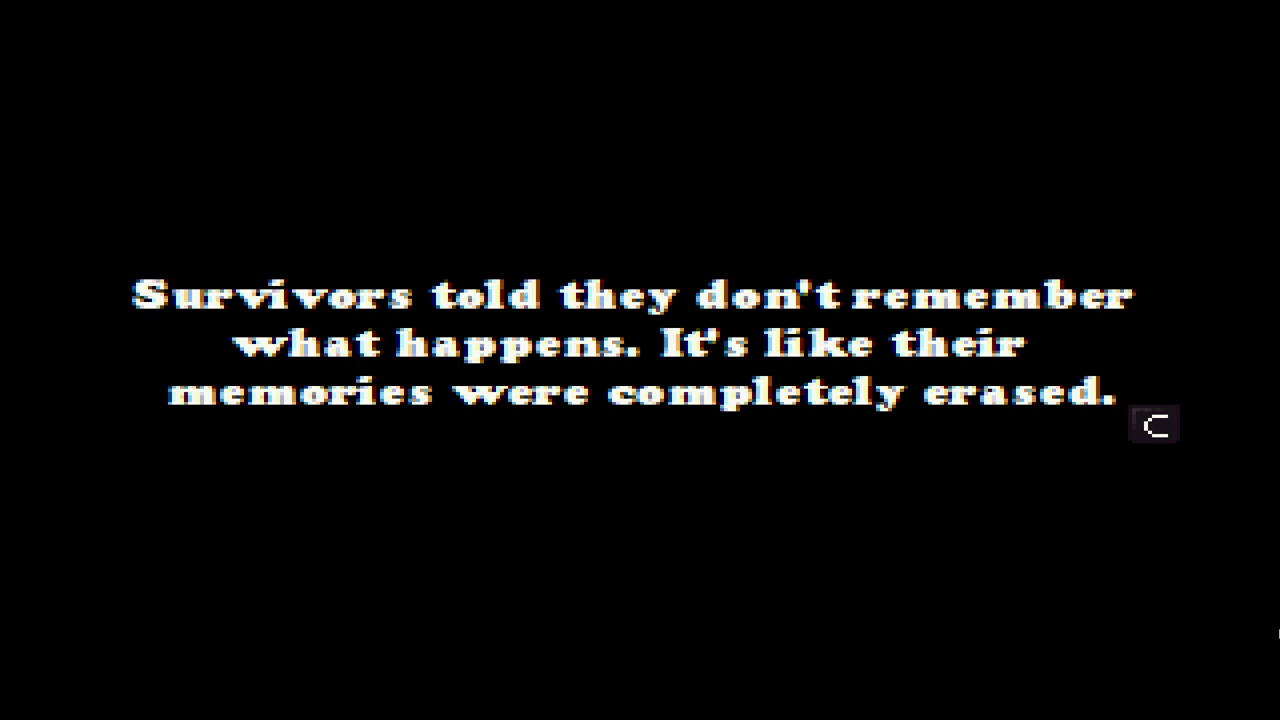 Survivors told they don't remember
what happens. It's like their
memories were completely erased.
C